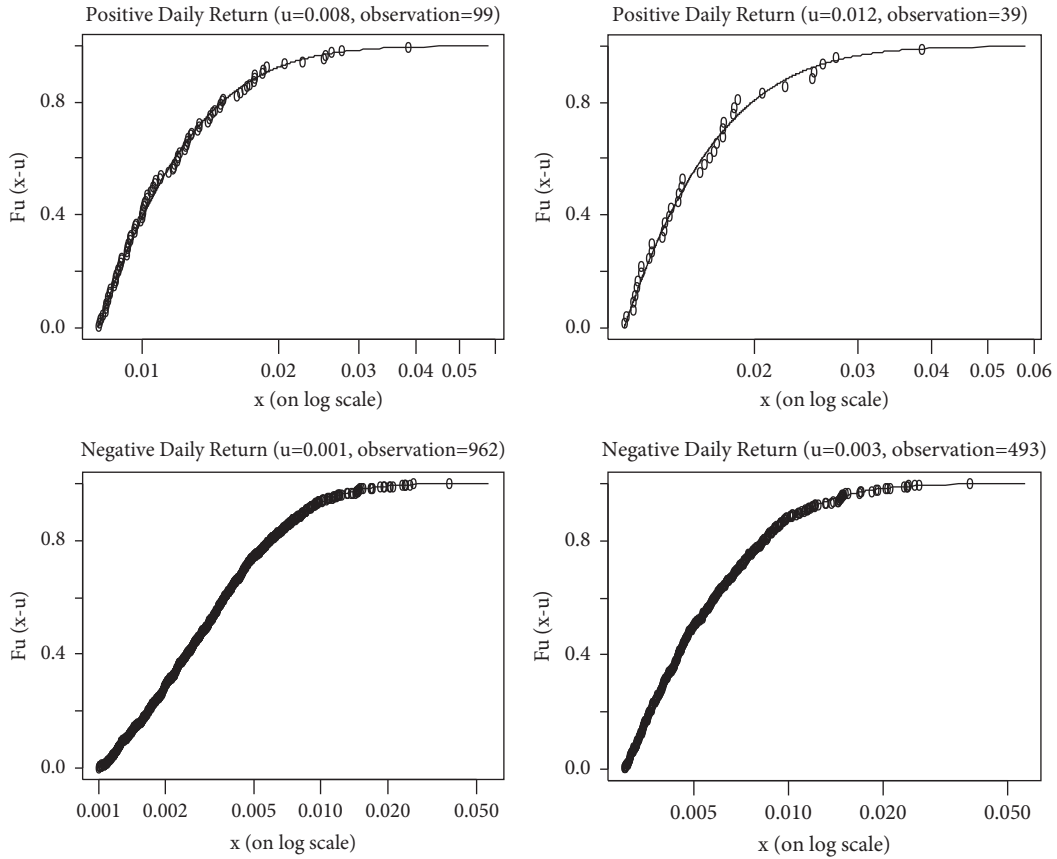 Positive Daily Return (u=0.008, observation=99)
Fu (x-u)
0.8
0.4
0.0
0.01 0.02 0.03 0.04 0.05
x (on log scale)
Positive Daily Return (u=0.012, observation=39)
Fu (x-u)
0.8
0.4
0.0
0.02 0.03 0.04 0.05 0.06
x (on log scale)
Negative Daily Return (u=0.001, observation=962)
Fu (x-u)
0.8
0.4
0.0
0.001 0.002 0.005 0.010 0.020 0.050
x (on log scale)
Negative Daily Return (u=0.003, observation=493)
Fu (x-u)
0.8
0.4
0.0
0.005 0.010 0.020 0.050
x (on log scale)